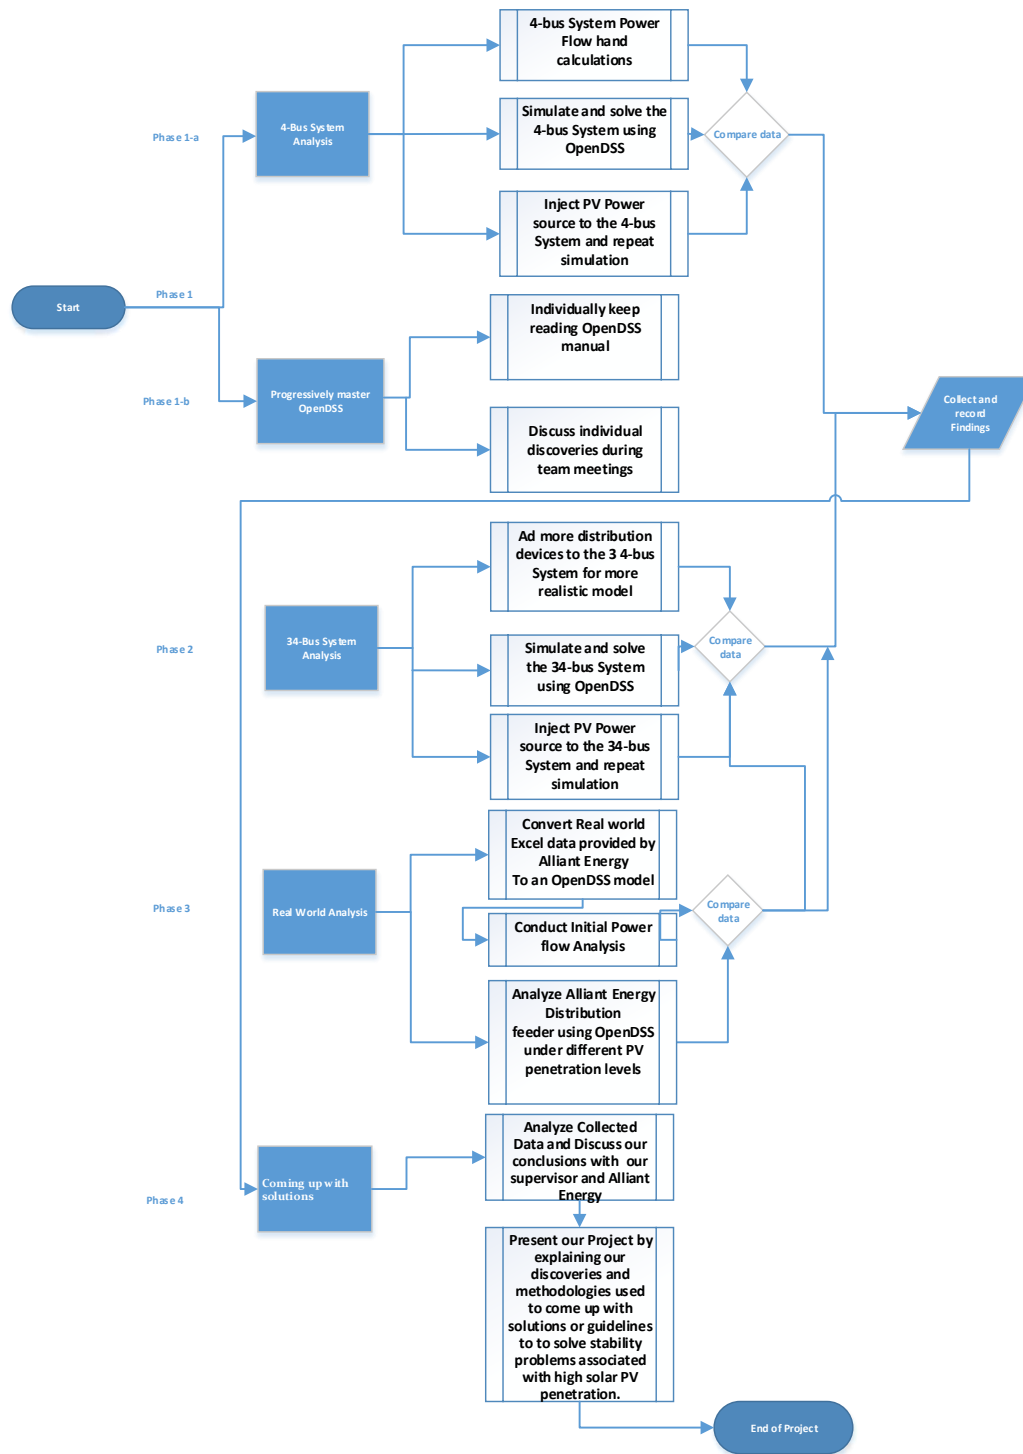 4-bus System Power
Flow hand
calculations
Phase 1-a
4-Bus System
Analysis
Simulate and solve the
4-bus System using
OpenDSS
Compare data
Inject PV Power
source to the 4-bus
System and repeat
simulation
Start
Phase 1
Individually keep
reading OpenDSS
manual
Phase 1-b
Progressively master
OpenDSS
Discuss individual
discoveries during
team meetings
Collect and
record
Findings
Ad more distribution
devices to the 3 4-bus
System for more
realistic model
Phase 2
34-Bus System
Analysis
Simulate and solve
the 34-bus System
using OpenDSS
Compare
data
Inject PV Power
source to the 34-bus
System and repeat
simulation
Convert Real world
Excel data provided by
Alliant Energy
To an OpenDSS model
Phase 3
Real World Analysis
Conduct Initial Power
flow Analysis
Compare
data
Analyze Alliant Energy
Distribution
feeder using OpenDSS
under different PV
penetration levels
Phase 4
Coming up with
solutions
Analyze Collected
Data and Discuss our
conclusions with our
supervisor and Alliant
Energy
Present our Project by
explaining our
discoveries and
methodologies used
to come up with
solutions or guidelines
to to solve stability
problems associated
with high solar PV
penetration.
End of Project